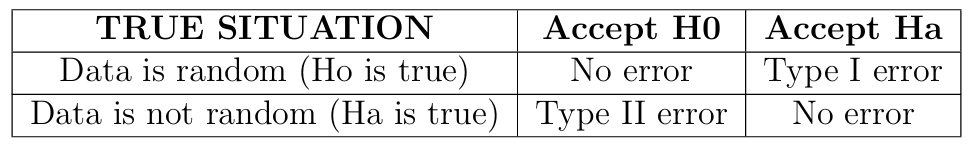 TRUE SITUATION Accept H0 Accept Ha
Data is random (Ho is true) No error Type I error
Data is not random (Ha is true) Type II error No error